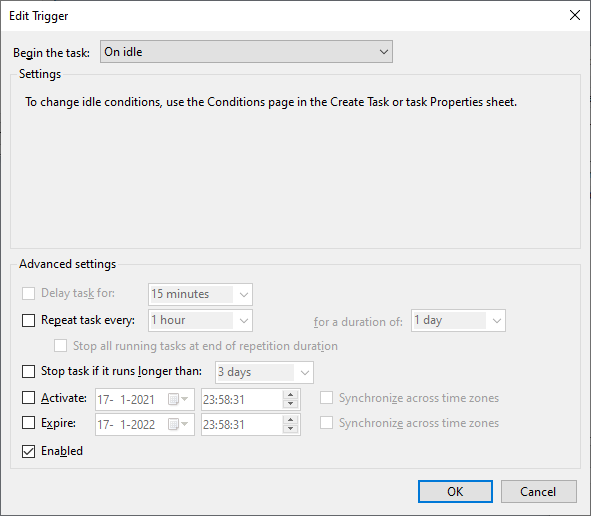 Edit Trigger
Begin the task: On idle
Settings
To change idle conditions, use the Conditions page in the Create Task or task Properties sheet.
Advanced settings
Delay task for: 15 minutes
Repeat task every: 1 hour for a duration of: 1 day
Stop all running tasks at end of repetition duration
Stop task if it runs longer than: 3 days
Activate: 17- 1-2021 23:58:31 Synchronize across time zones
Expire: 17- 1-2022 23:58:31 Synchronize across time zones
Enabled
OK Cancel